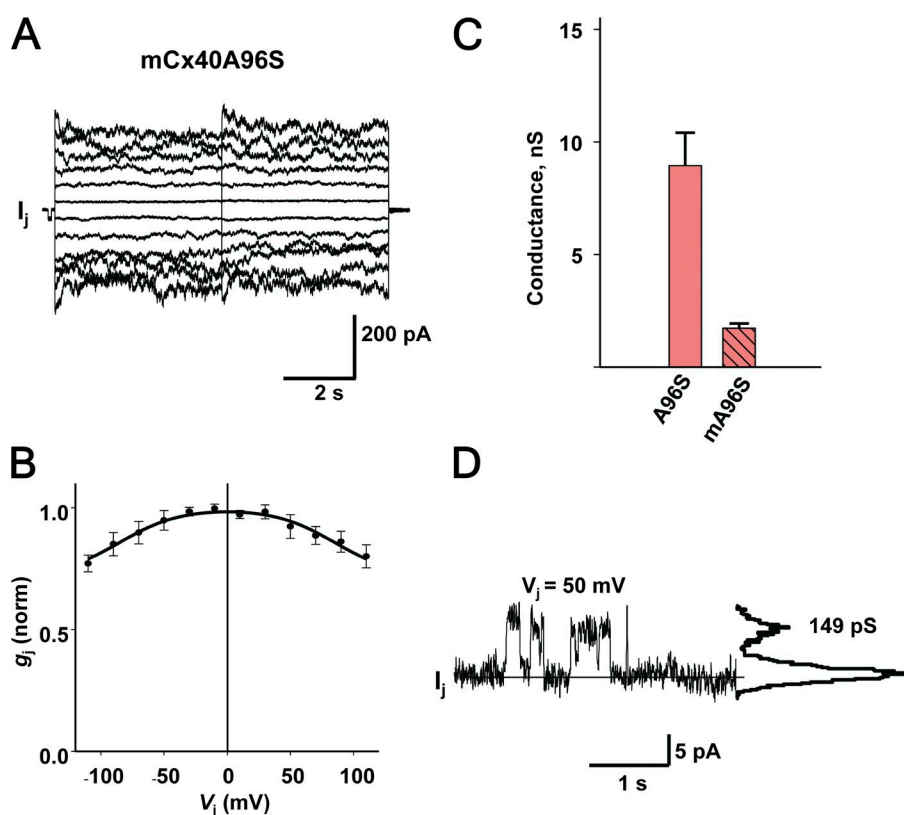 A
mCx40A96S
Ij
200 pA
2 s
B
gj (norm)
1.0
0.5
0.0
-100
50
0
50
100
Vj (mV)
C
Conductance, nS
15
10
5
A96S
mA96S
D
Vj = 50 mV
149 pS
Ij
5 pA
1 s